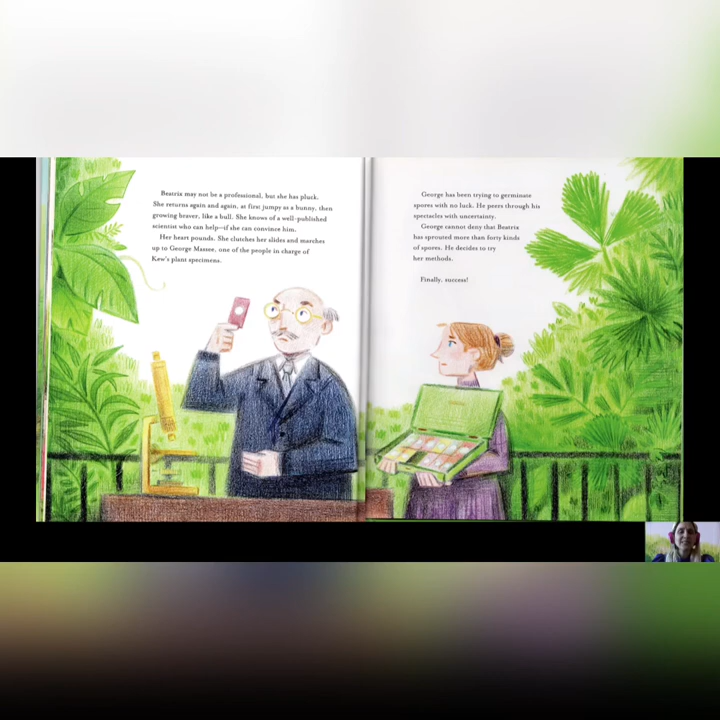 Beatrix may not be a professional, but she has pluck.
She returns again and again, at first jumpy as a bunny, then
growing braver, like a bull. She knows of a well-published
scientist who can help—if she can convince him.
Her heart pounds. She clutches her slides and marches
up to George Massee, one of the people in charge of
Kew's plant specimens.
George has been trying to germinate
spores with no luck. He peers through his
spectacles with uncertainty.
George cannot deny that Beatrix
has sprouted more than forty kinds
of spores. He decides to try
her methods.
Finally, success!